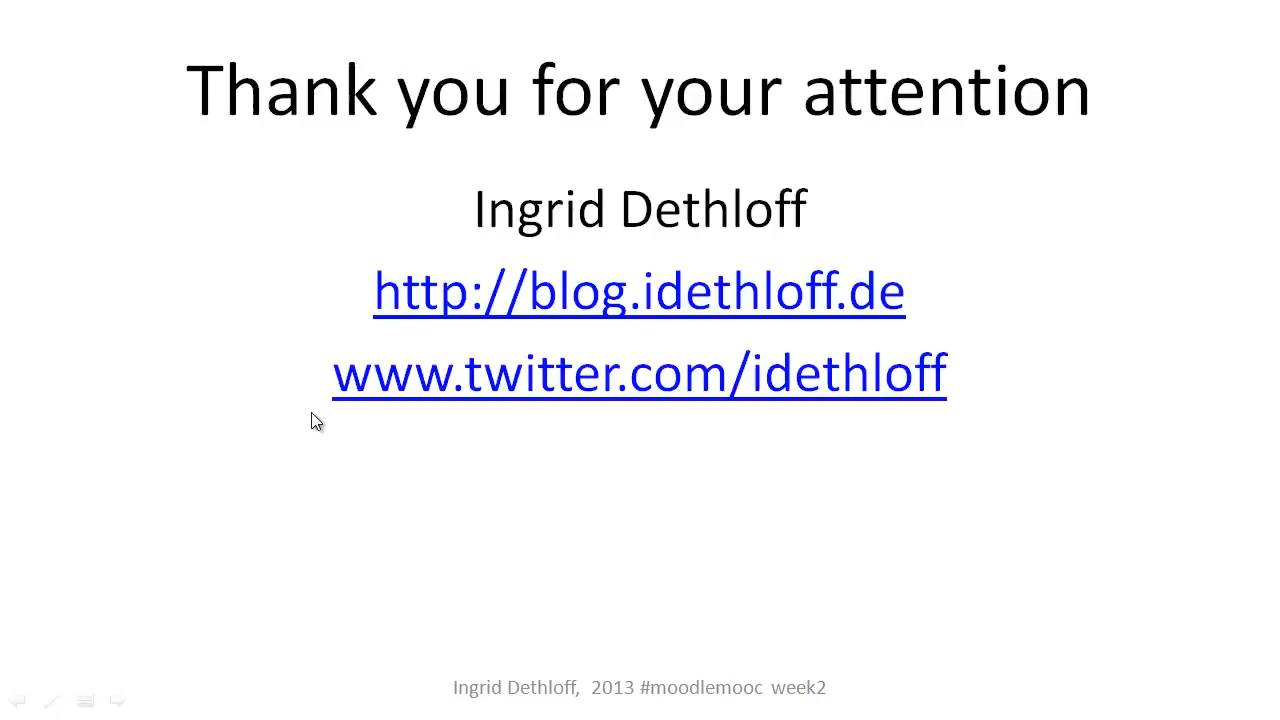 Thank you for your attention
Ingrid Dethloff
http://blog.idethloff.de
www.twitter.com/idethloff
Ingrid Dethloff,  2013 #moodlemooc week2